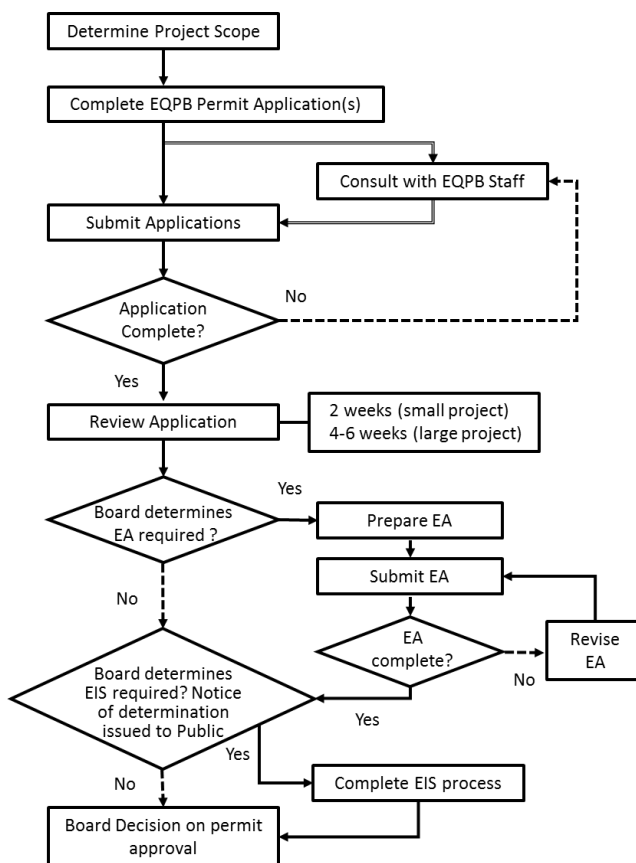 Determine Project Scope
Complete EQPB Permit Application(s)
Consult with EQPB Staff
Submit Applications
Application
Complete?
No
Yes
Review Application
2 weeks (small project)
4-6 weeks (large project)
Board determines
EA required ?
Yes
Prepare EA
Submit EA
No
EA
complete?
Revise
EA
No
Board determines
EIS required? Notice
of determination
issued to Public
Yes
Yes
No
Complete EIS process
Board Decision on permit
approval